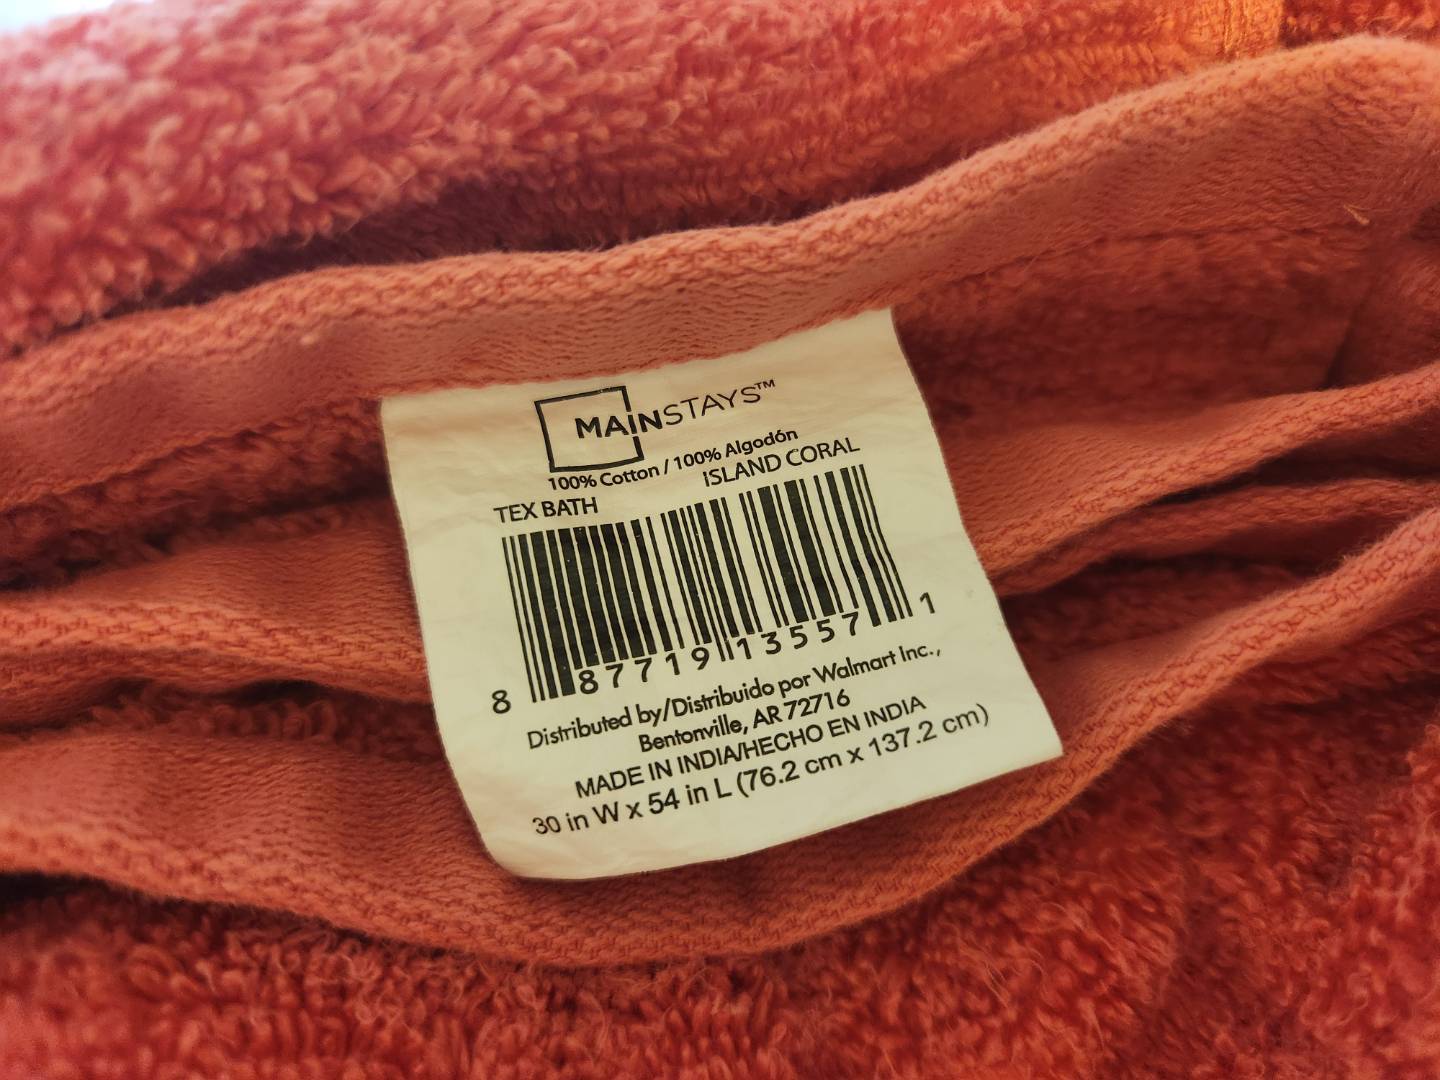 MAINSTAYS™
100% Cotton / 100% Algodón
TEX BATH ISLAND CORAL
8 87719 13557 1
Distributed by/Distribuido por Walmart Inc.,
Bentonville, AR 72716
MADE IN INDIA/HECHO EN INDIA
30 in W x 54 in L (76.2 cm x 137.2 cm)